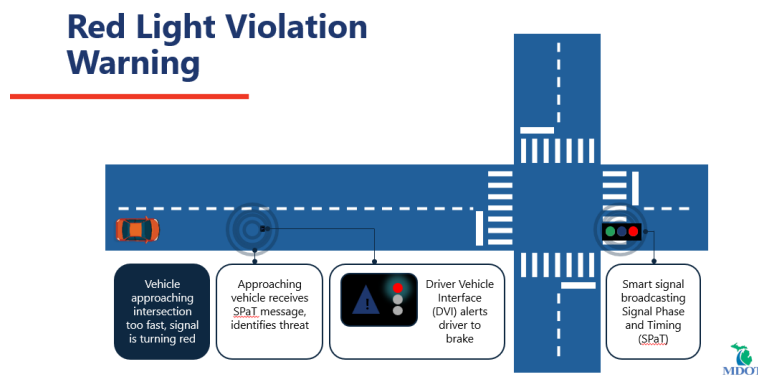 Red Light Violation
Warning
Vehicle
approaching
intersection
too fast, signal
is turning red
Approaching
vehicle receives
SPaT message,
identifies threat
!
Driver Vehicle
Interface
(DVI) alerts
driver to
brake
Smart signal
broadcasting
Signal Phase
and Timing
(SPaT)
MDOT